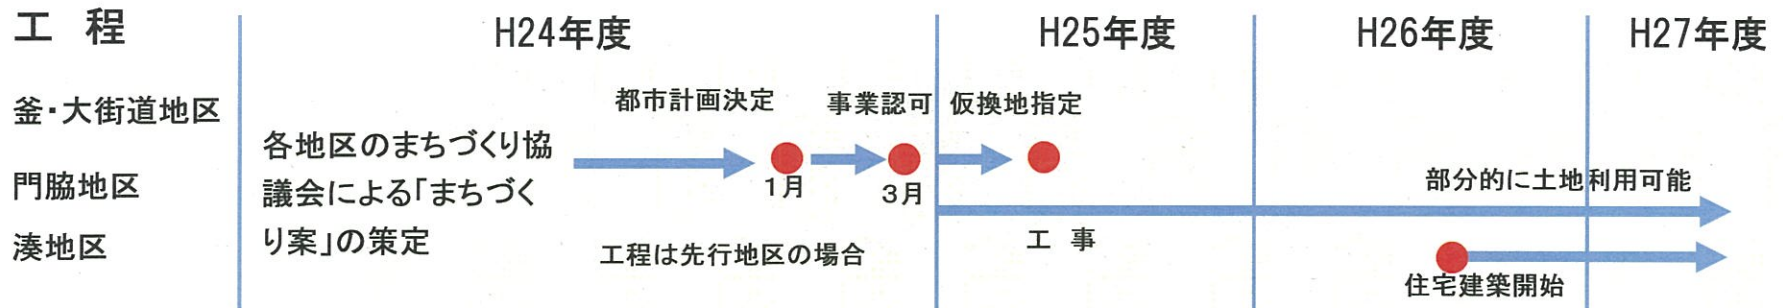 工 程
H24年度
H25年度
H26年度
H27年度
釜・大街道地区
門脇地区
湊地区
各地区のまちづくり協
議会による「まちづく
り案」の策定
都市計画決定
1月
事業認可
3月
仮換地指定
工程は先行地区の場合
工 事
部分的に土地利用可能
住宅建築開始